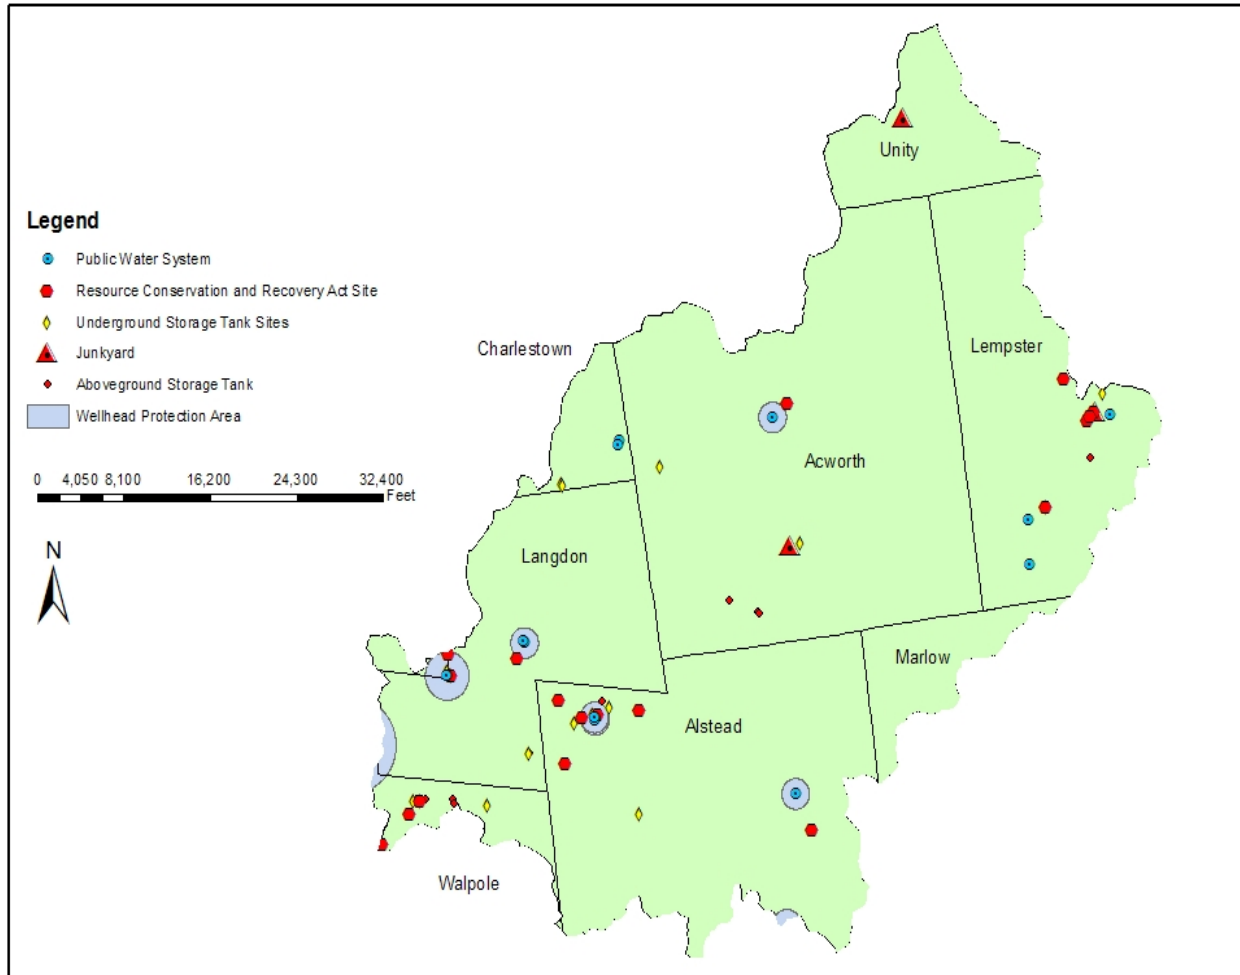 Unity
Legend
Public Water System
Resource Conservation and Recovery Act Site
Underground Storage Tank Sites
Junkyard
Aboveground Storage Tank
Wellhead Protection Area
Charlestown
Lempster
Acworth
0 4,050 8,100 16,200 24,300 32,400
Feet
N
Langdon
Marlow
Alstead
Walpole